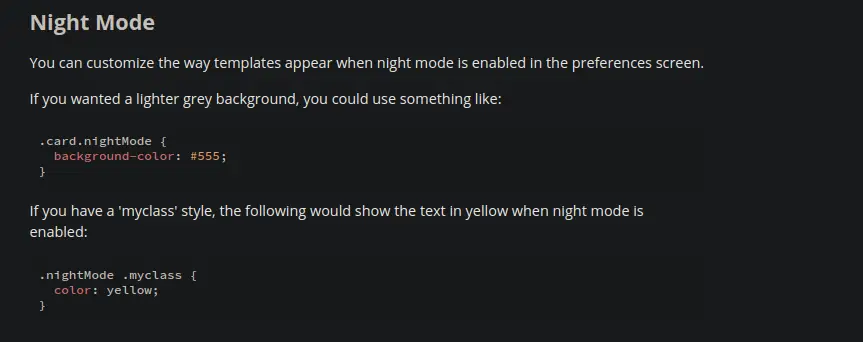 Night Mode
You can customize the way templates appear when night mode is enabled in the preferences screen.
If you wanted a lighter grey background, you could use something like:
.card.nightMode {
  background-color: #555;
}
If you have a 'myclass' style, the following would show the text in yellow when night mode is
enabled:
.nightMode .myclass {
  color: yellow;
}